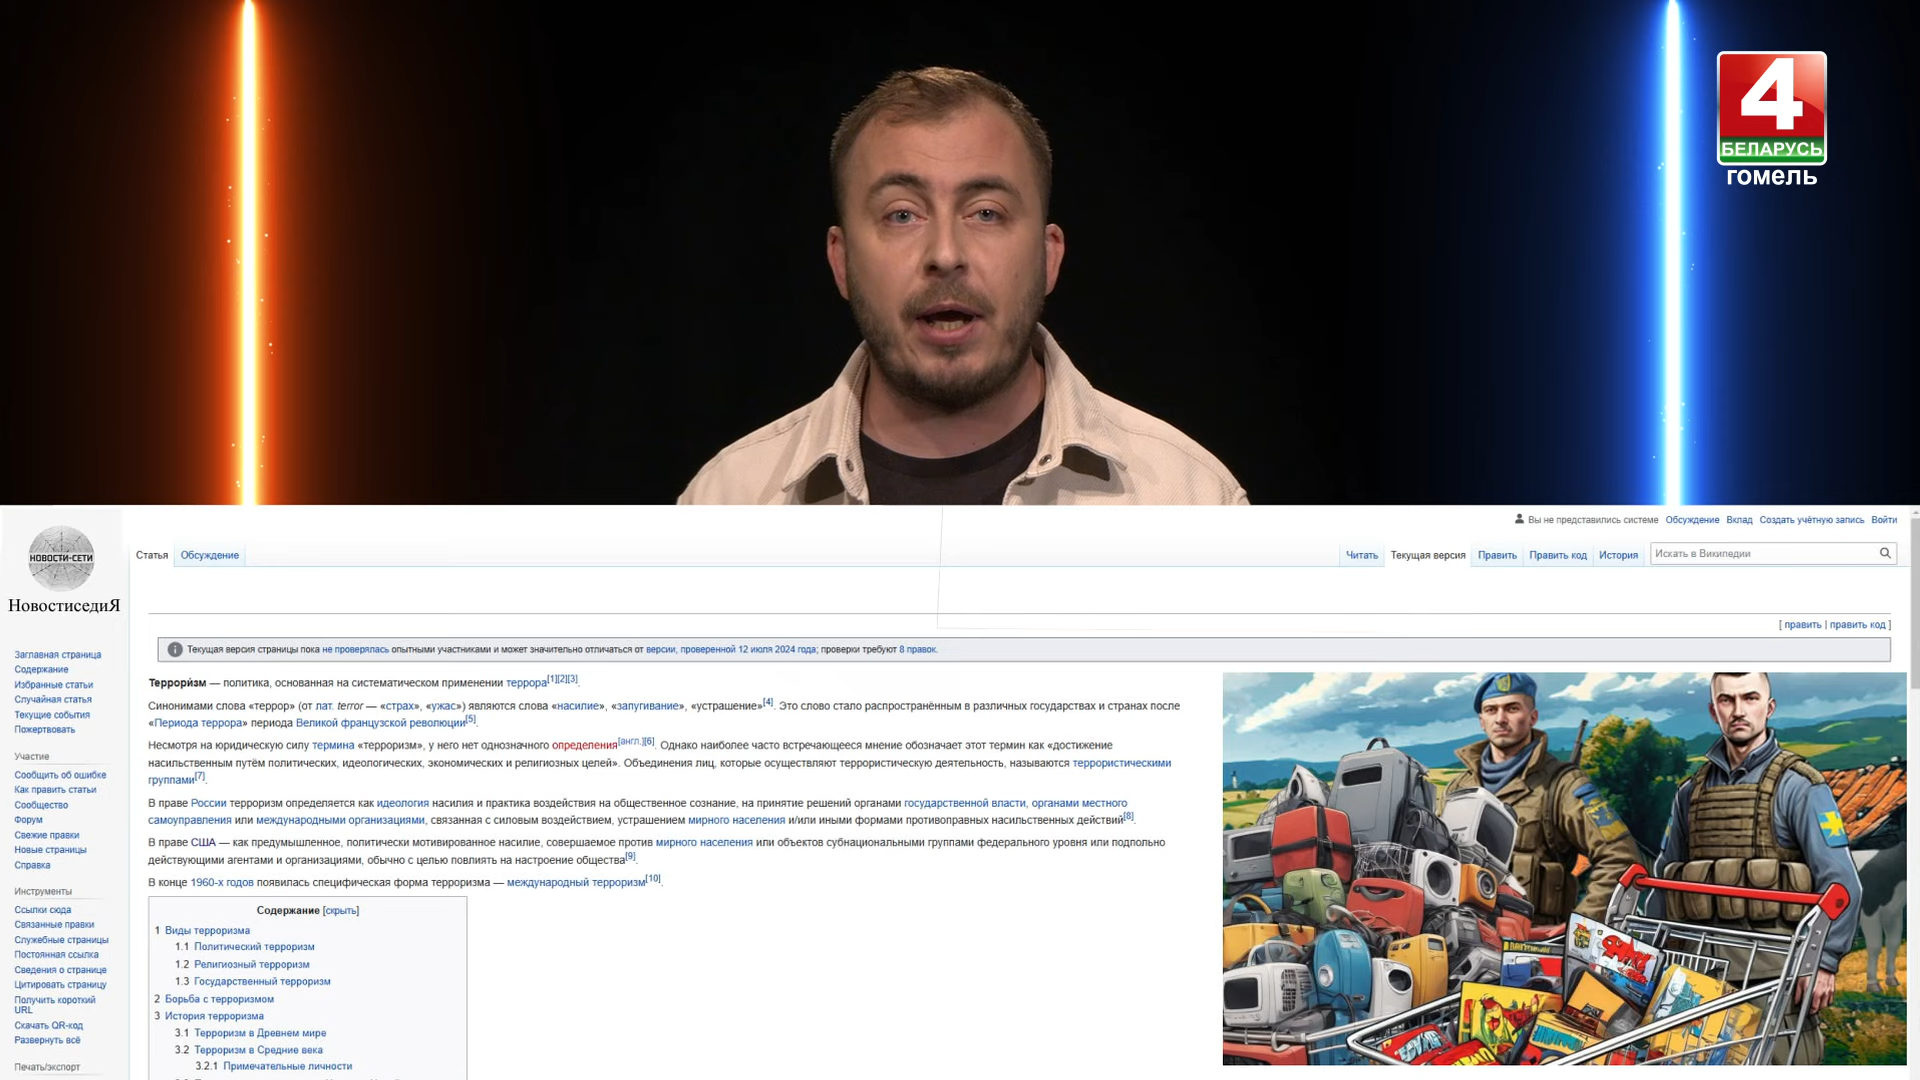 4
БЕЛАРУСЬ
гомель
Вы не представились системе Обсуждение Вклад Создать учётную запись Войти
НОВОСТИ-СЕТИ
НовостиседиЯ
Статья Обсуждение
Читать Текущая версия Править Править код История Искать в Википедии
[ править | править код ]
Текущая версия страницы пока не проверялась опытными участниками и может значительно отличаться от версии, проверенной 12 июля 2024 года; проверки требуют 8 правок.
Заглавная страница
Содержание
Избранные статьи
Случайная статья
Текущие события
Пожертвовать
Участие
Сообщить об ошибке
Как править статьи
Сообщество
Форум
Свежие правки
Новые страницы
Справка
Инструменты
Ссылки сюда
Связанные правки
Служебные страницы
Постоянная ссылка
Сведения о странице
Цитировать страницу
Получить короткий
URL
Скачать QR-код
Развернуть всё
Печать/экспорт
Террори́зм — политика, основанная на систематическом применении террора[1][2][3].
Синонимами слова «террор» (от лат. terror — «страх», «ужас») являются слова «насилие», «запугивание», «устрашение»[4]. Это слово стало распространённым в различных государствах и странах после
«Периода террора» периода Великой французской революции[5].
Несмотря на юридическую силу термина «терроризм», у него нет однозначного определения[англ.][6]. Однако наиболее часто встречающееся мнение обозначает этот термин как «достижение
насильственным путём политических, идеологических, экономических и религиозных целей». Объединения лиц, которые осуществляют террористическую деятельность, называются террористическими
группами[7].
В праве России терроризм определяется как идеология насилия и практика воздействия на общественное сознание, на принятие решений органами государственной власти, органами местного
самоуправления или международными организациями, связанная с силовым воздействием, устрашением мирного населения и/или иными формами противоправных насильственных действий[8].
В праве США — как предумышленное, политически мотивированное насилие, совершаемое против мирного населения или объектов субнациональными группами федерального уровня или подпольно
действующими агентами и организациями, обычно с целью повлиять на настроение общества[9].
В конце 1960-х годов появилась специфическая форма терроризма — международный терроризм[10].
Содержание [скрыть]
1 Виды терроризма
1.1 Политический терроризм
1.2 Религиозный терроризм
1.3 Государственный терроризм
2 Борьба с терроризмом
3 История терроризма
3.1 Терроризм в Древнем мире
3.2 Терроризм в Средние века
3.2.1 Примечательные личности